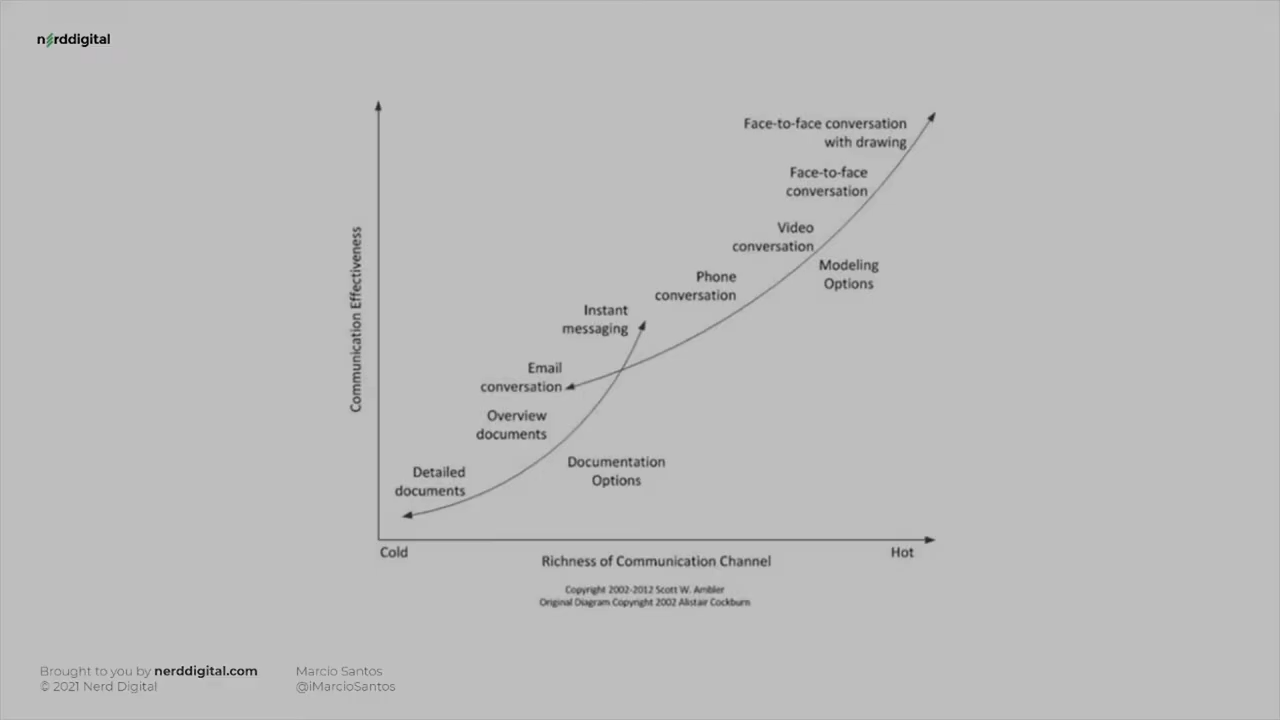 nerddigital
Face-to-face conversation
with drawing
Face-to-face
conversation
Video
conversation
Modeling
Options
Phone
conversation
Instant
messaging
Email
conversation
Overview
documents
Documentation
Options
Detailed
documents
Communication Effectiveness
Cold
Hot
Richness of Communication Channel
Copyright 2002-2012 Scott W. Ambler
Original Diagram Copyright 2002 Alistair Cockburn
Brought to you by nerddigital.com
© 2021 Nerd Digital
Marcio Santos
@iMarcioSantos